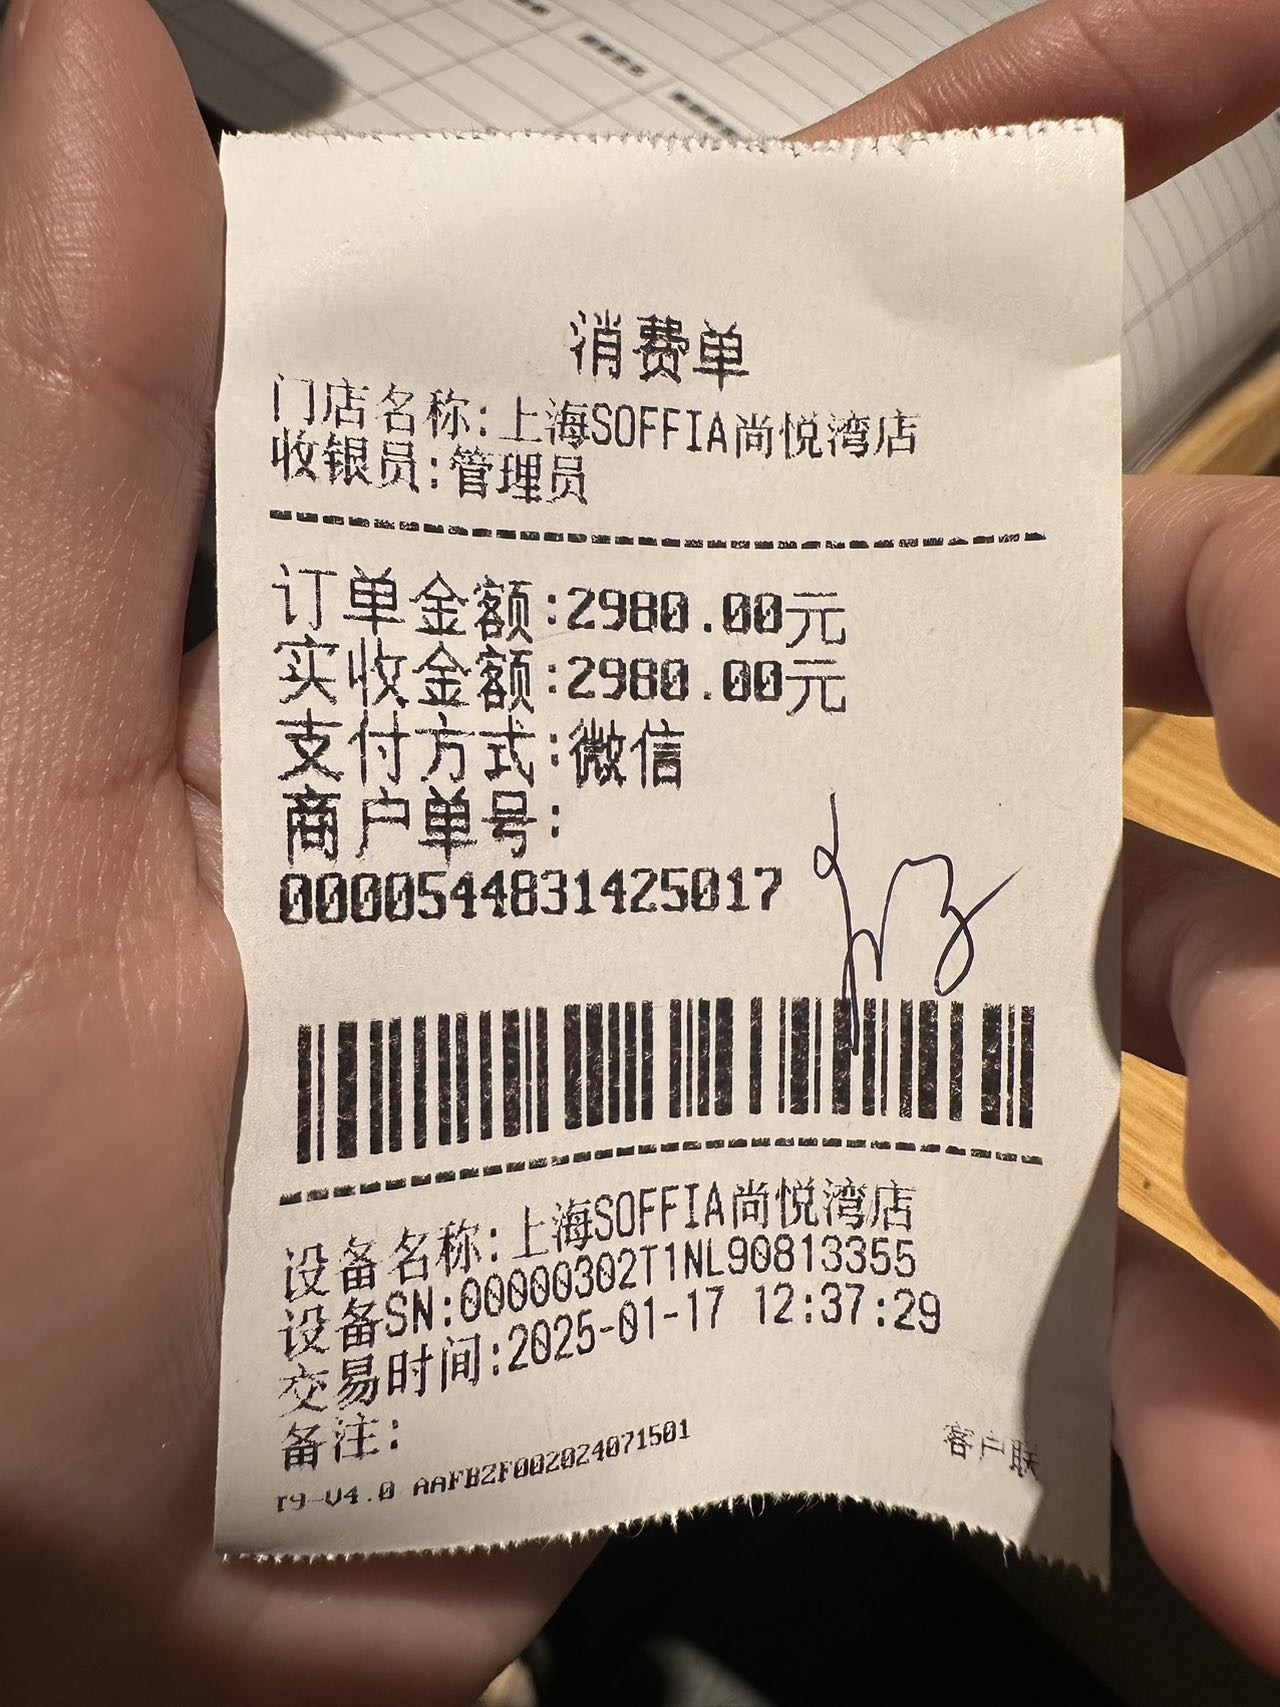 消费单
门店名称:上海SOFFIA尚悦湾店
收银员:管理员
订单金额:2980.00元
实收金额:2980.00元
支付方式:微信
商户单号:
0000544831425017
设备名称:上海SOFFIA尚悦湾店
设备SN:00000302T1NL90813355
交易时间:2025-01-17 12:37:29
备注:
T9-V4.0 AAFBZF002024071501
客户联